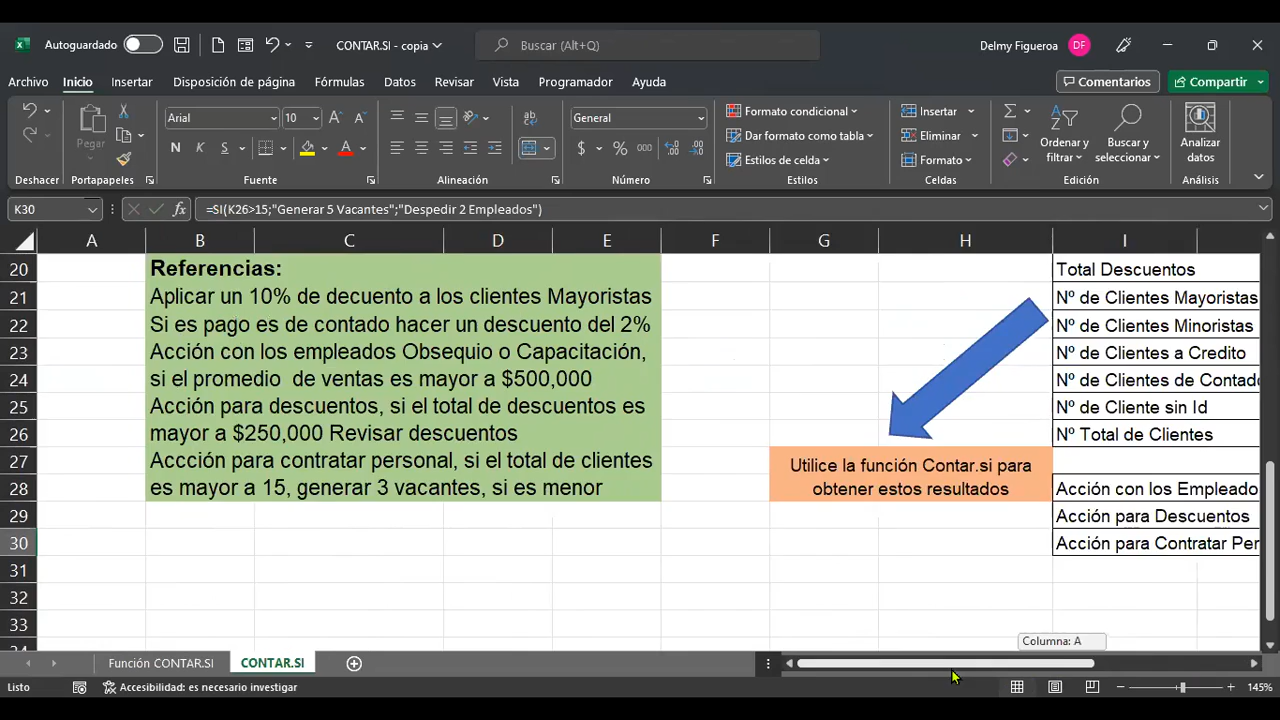 Autoguardado
CONTAR.SI - copia
Buscar (Alt+Q)
Delmy Figueroa
DF
Archivo
Inicio
Insertar
Disposición de página
Fórmulas
Datos
Revisar
Vista
Programador
Ayuda
Comentarios
Compartir
Pegar
Arial
10
N
K
S
General
$
%
000
Formato condicional
Dar formato como tabla
Estilos de celda
Insertar
Eliminar
Formato
Ordenar y
filtrar
Buscar y
seleccionar
Analizar
datos
Deshacer
Portapapeles
Fuente
Alineación
Número
Estilos
Celdas
Edición
Análisis
K30
fx
=SI(K26>15;"Generar 5 Vacantes";"Despedir 2 Empleados")
A
B
C
D
E
F
G
H
I
20
Referencias:
Total Descuentos
21
Aplicar un 10% de decuento a los clientes Mayoristas
Nº de Clientes Mayoristas
22
Si es pago es de contado hacer un descuento del 2%
Nº de Clientes Minoristas
23
Acción con los empleados Obsequio o Capacitación,
Nº de Clientes a Credito
24
si el promedio de ventas es mayor a $500,000
Nº de Clientes de Contado
25
Acción para descuentos, si el total de descuentos es
Nº de Cliente sin Id
26
mayor a $250,000 Revisar descuentos
Nº Total de Clientes
27
Accción para contratar personal, si el total de clientes
Utilice la función Contar.si para
28
es mayor a 15, generar 3 vacantes, si es menor
obtener estos resultados
Acción con los Empleado
29
Acción para Descuentos
30
Acción para Contratar Per
31
32
33
34
Columna: A
Función CONTAR.SI
CONTAR.SI
Listo
Accesibilidad: es necesario investigar
145%